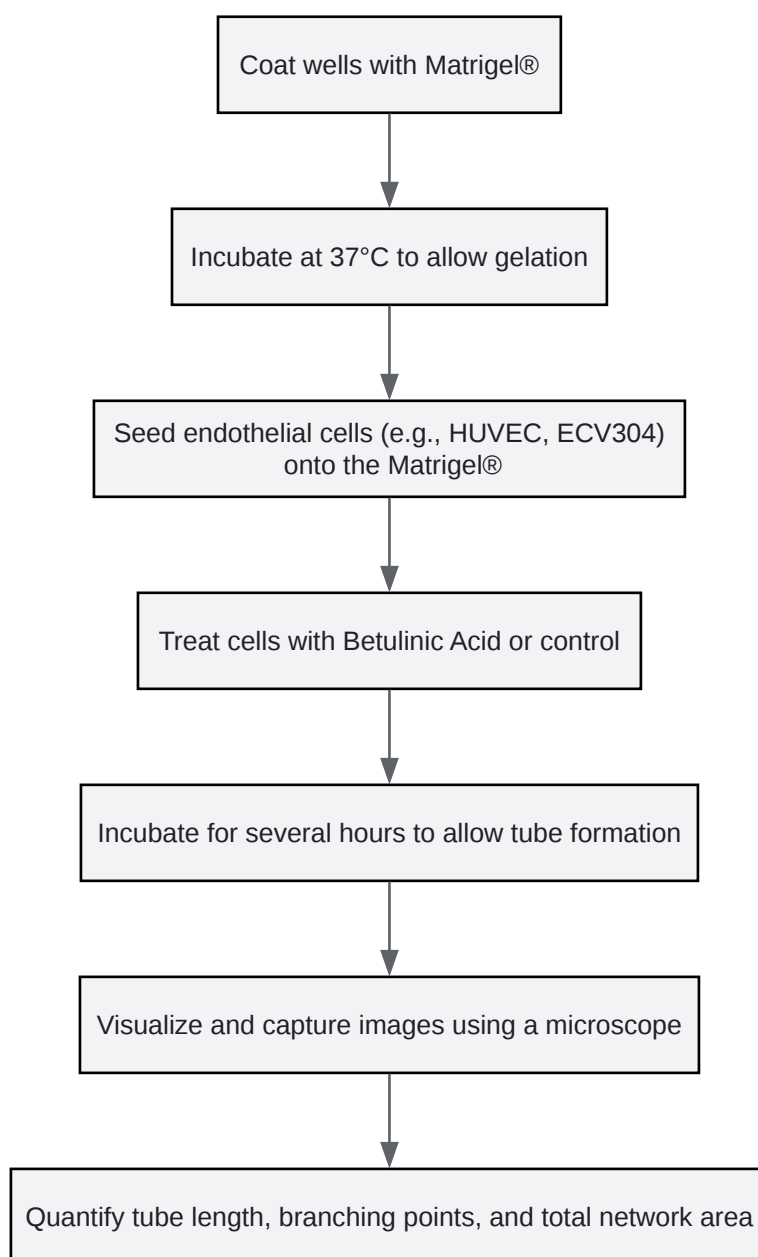 Coat wells with Matrigel®
Incubate at 37°C to allow gelation
Seed endothelial cells (e.g., HUVEC, ECV304)
onto the Matrigel®
Treat cells with Betulinic Acid or control
Incubate for several hours to allow tube formation
Visualize and capture images using a microscope
Quantify tube length, branching points, and total network area